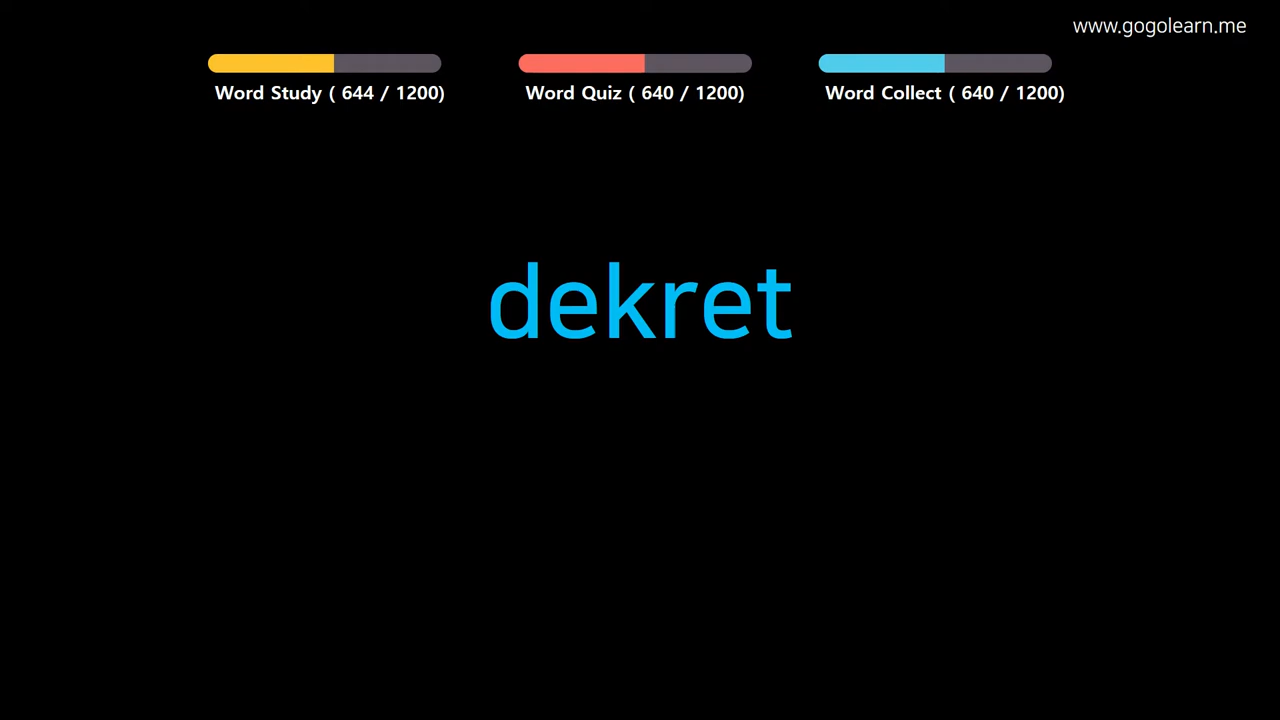 www.gogolearn.me
Word Study ( 644 / 1200)
Word Quiz ( 640 / 1200)
Word Collect ( 640 / 1200)
dekret